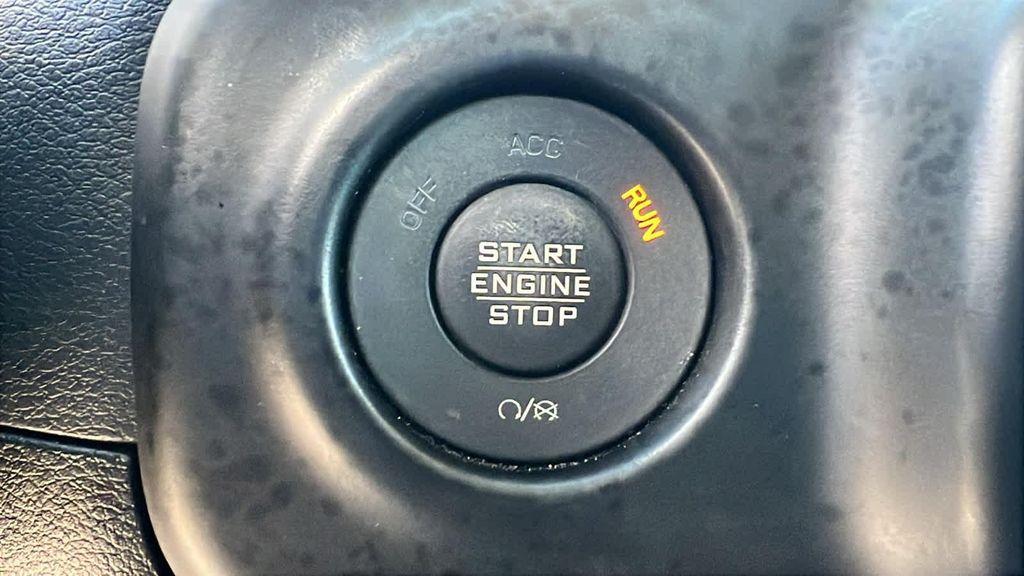 ACC
OFF
RUN
START
ENGINE
STOP